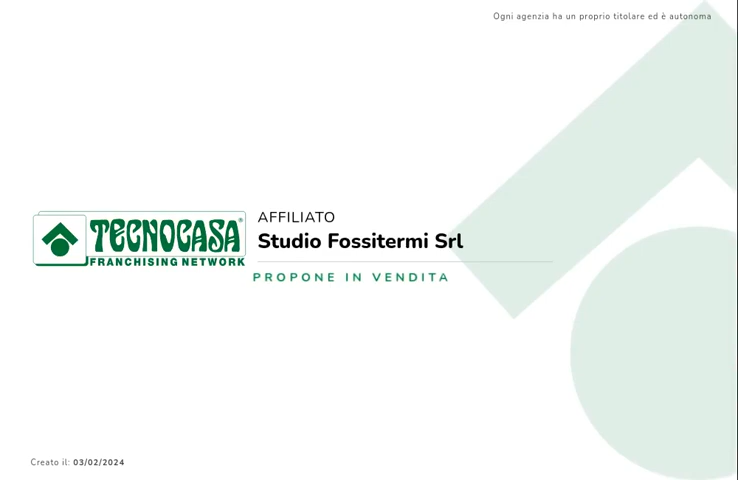 Ogni agenzia ha un proprio titolare ed è autonoma
TECNOCASA®
FRANCHISING NETWORK
AFFILIATO
Studio Fossitermi Srl
PROPONE IN VENDITA
Creato il: 03/02/2024